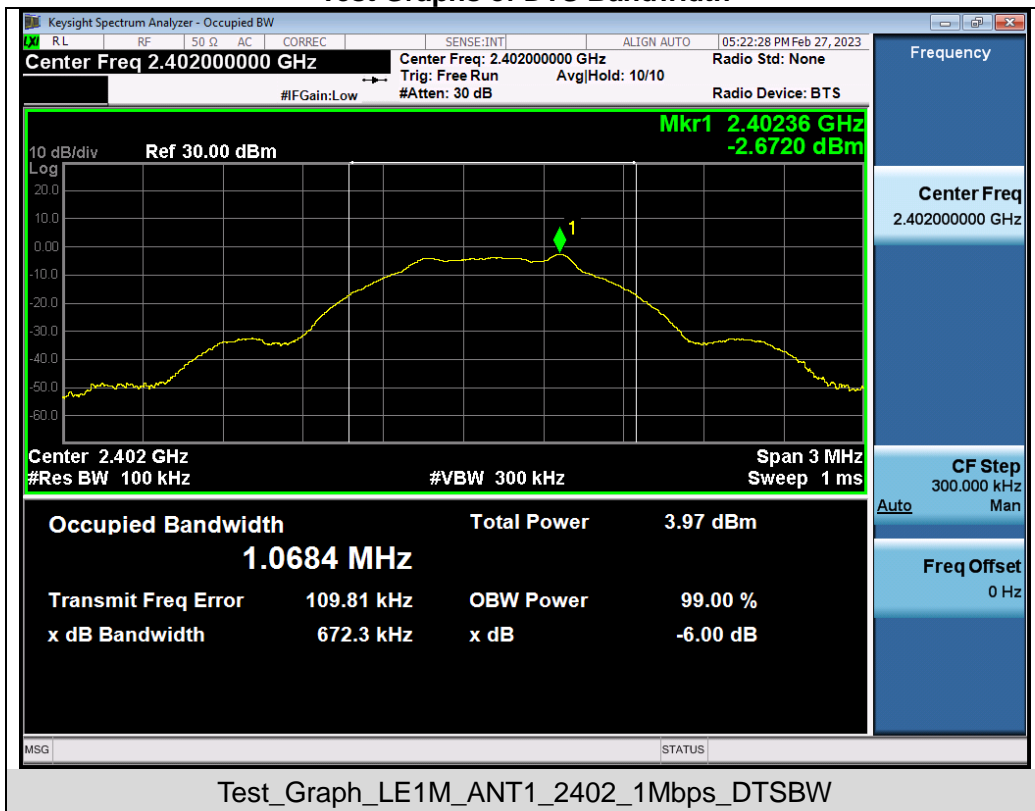 Test Graphs of DTS Bandwidth
Keysight Spectrum Analyzer - Occupied BW
LXI RL RF 50 Ω AC CORREC SENSE:INT ALIGN AUTO 05:22:28 PM Feb 27, 2023
Center Freq 2.402000000 GHz
Center Freq: 2.402000000 GHz
Radio Std: None
Trig: Free Run Avg|Hold: 10/10
#IFGain:Low
#Atten: 30 dB
Radio Device: BTS
Mkr1 2.40236 GHz
-2.6720 dBm
10 dB/div Ref 30.00 dBm
Log
20.0
10.0
0.00
-10.0
-20.0
-30.0
-40.0
-50.0
-60.0
1
Center 2.402 GHz Span 3 MHz
#Res BW 100 kHz #VBW 300 kHz Sweep 1 ms
Occupied Bandwidth
1.0684 MHz
Total Power 3.97 dBm
Transmit Freq Error 109.81 kHz OBW Power 99.00 %
x dB Bandwidth 672.3 kHz x dB -6.00 dB
Frequency
Center Freq
2.402000000 GHz
CF Step
300.000 kHz
Auto Man
Freq Offset
0 Hz
MSG STATUS
Test_Graph_LE1M_ANT1_2402_1Mbps_DTSBW